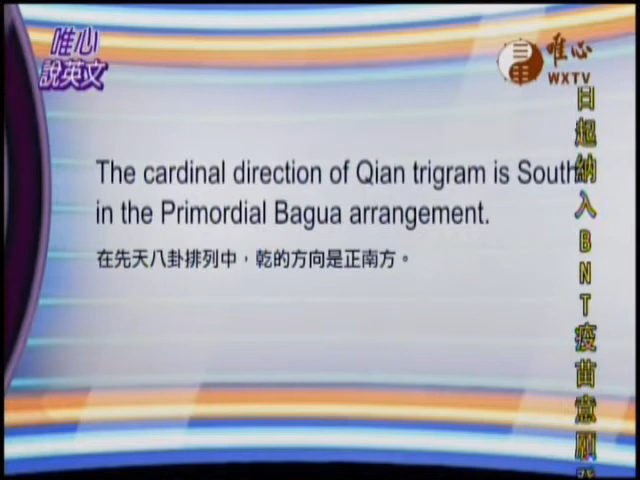 唯心
說英文
唯心
WXTV
The cardinal direction of Qian trigram is South
in the Primordial Bagua arrangement.
在先天八卦排列中，乾的方向是正南方。
日起納入BNT疫苗意願